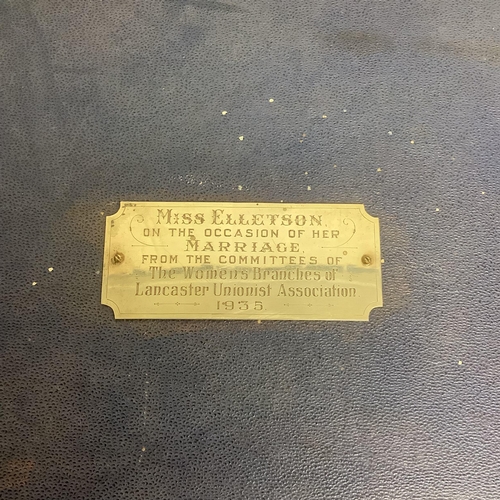 Miss Elletson
ON THE OCCASION OF HER
Marriage,
FROM THE COMMITTEES OF
The Women's Branches of
Lancaster Unionist Association
1935